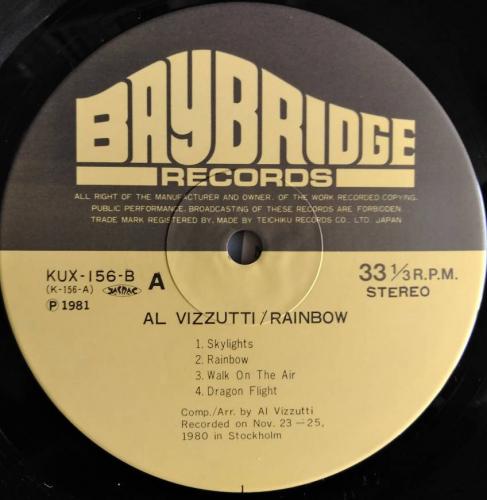 BAYBRIDGE
RECORDS
ALL RIGHT OF THE MANUFACTURER AND OWNER. OF THE WORK RECORDED COPYING.
PUBLIC PERFORMANCE. BROADCASTING OF THESE RECORDS ARE FORBIDDEN.
TRADE MARK REGISTERED BY, MADE BY TEICHIKU RECORDS CO., LTD. JAPAN
KUX-156-B A 33 1/3 R.P.M.
(K-156-A) STEREO
Ⓟ 1981
AL VIZZUTTI/RAINBOW
1. Skylights
2. Rainbow
3. Walk On The Air
4. Dragon Flight
Comp./Arr. by Al Vizzutti
Recorded on Nov. 23—25,
1980 in Stockholm